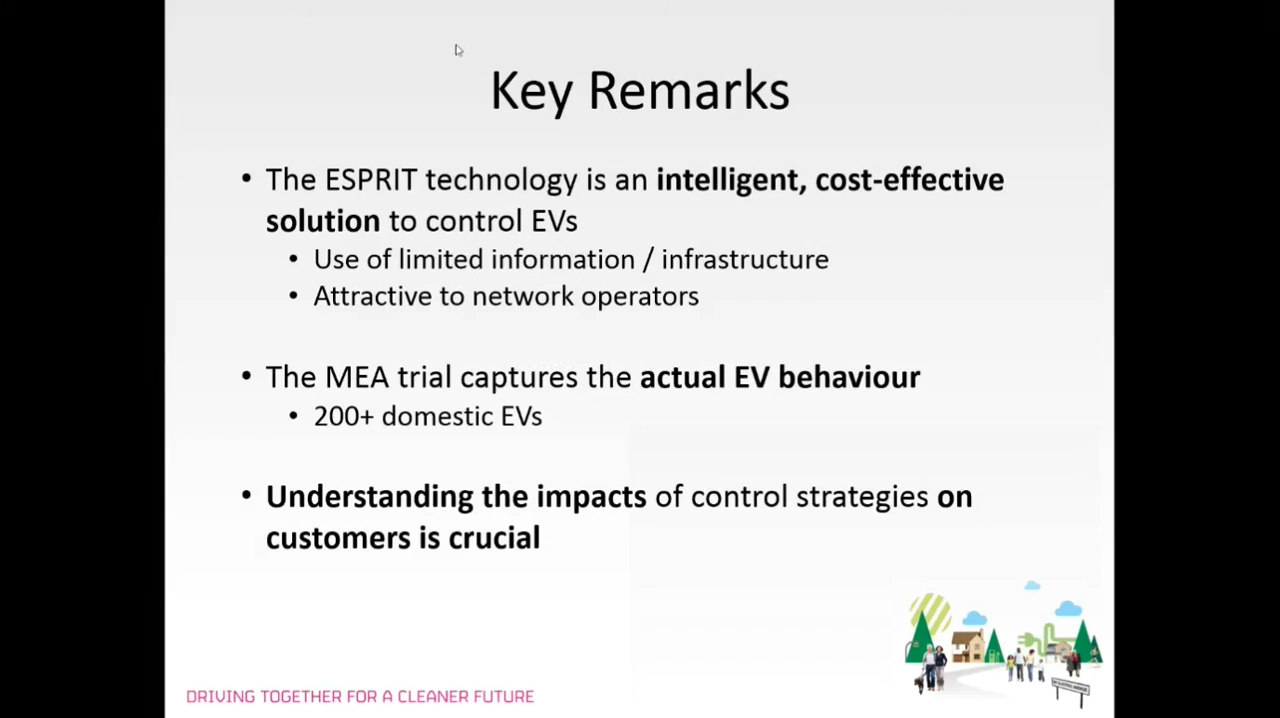 Key Remarks
• The ESPRIT technology is an intelligent, cost-effective
solution to control EVs
• Use of limited information / infrastructure
• Attractive to network operators
• The MEA trial captures the actual EV behaviour
• 200+ domestic EVs
• Understanding the impacts of control strategies on
customers is crucial
DRIVING TOGETHER FOR A CLEANER FUTURE